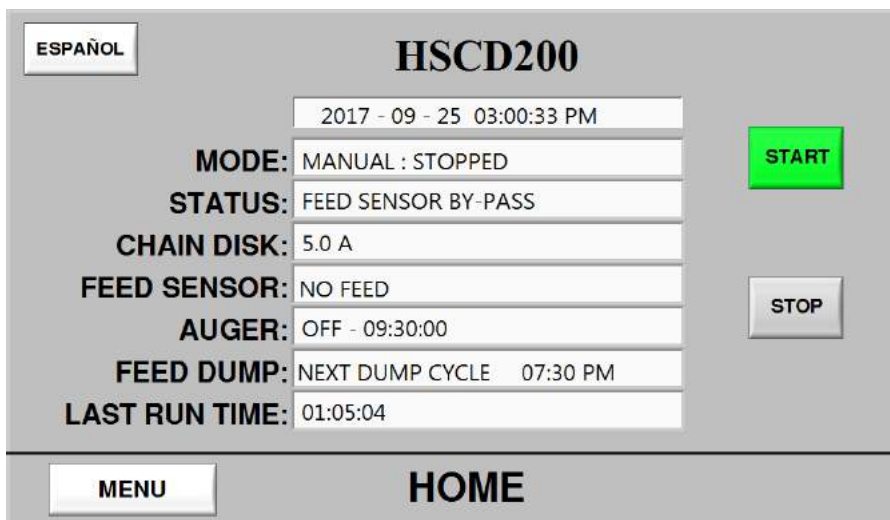 ESPAÑOL
HSCD200
2017 - 09 - 25 03:00:33 PM
MODE: MANUAL : STOPPED
START
STATUS: FEED SENSOR BY-PASS
CHAIN DISK: 5.0 A
FEED SENSOR: NO FEED
STOP
AUGER: OFF - 09:30:00
FEED DUMP: NEXT DUMP CYCLE 07:30 PM
LAST RUN TIME: 01:05:04
MENU
HOME